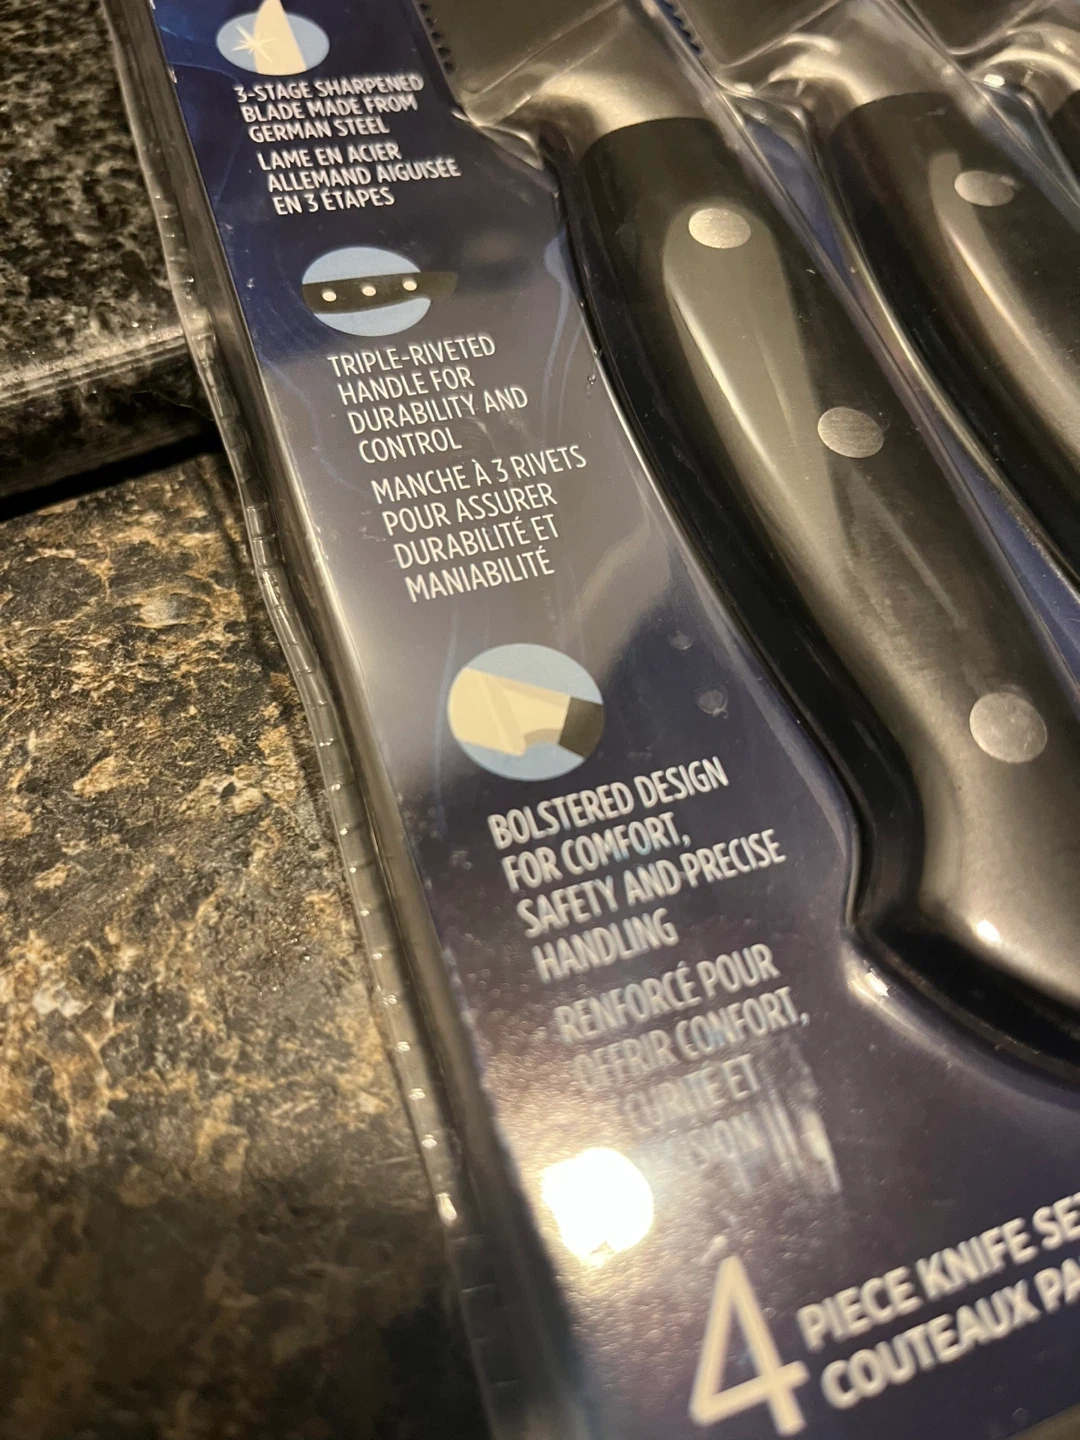 3-STAGE SHARPENED
BLADE MADE FROM
GERMAN STEEL
LAME EN ACIER
ALLEMAND AIGUISÉE
EN 3 ÉTAPES
TRIPLE-RIVETED
HANDLE FOR
DURABILITY AND
CONTROL
MANCHE À 3 RIVETS
POUR ASSURER
DURABILITÉ ET
MANIABILITÉ
BOLSTERED DESIGN
FOR COMFORT,
SAFETY AND PRECISE
HANDLING
RENFORCÉ POUR
OFFRIR CONFORT,
ET
4 PIECE KNIFE
COUTEAUX